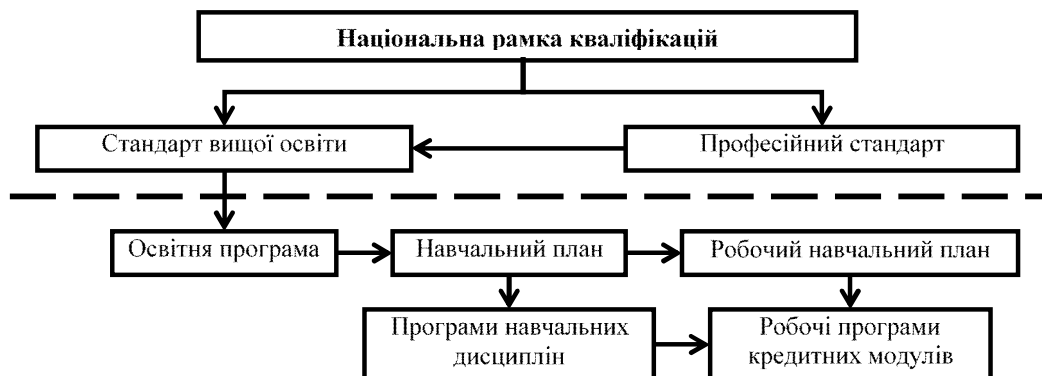 Національна рамка кваліфікацій
Стандарт вищої освіти
Професійний стандарт
Освітня програма
Навчальний план
Робочий навчальний план
Програми навчальних
дисциплін
Робочі програми
кредитних модулів